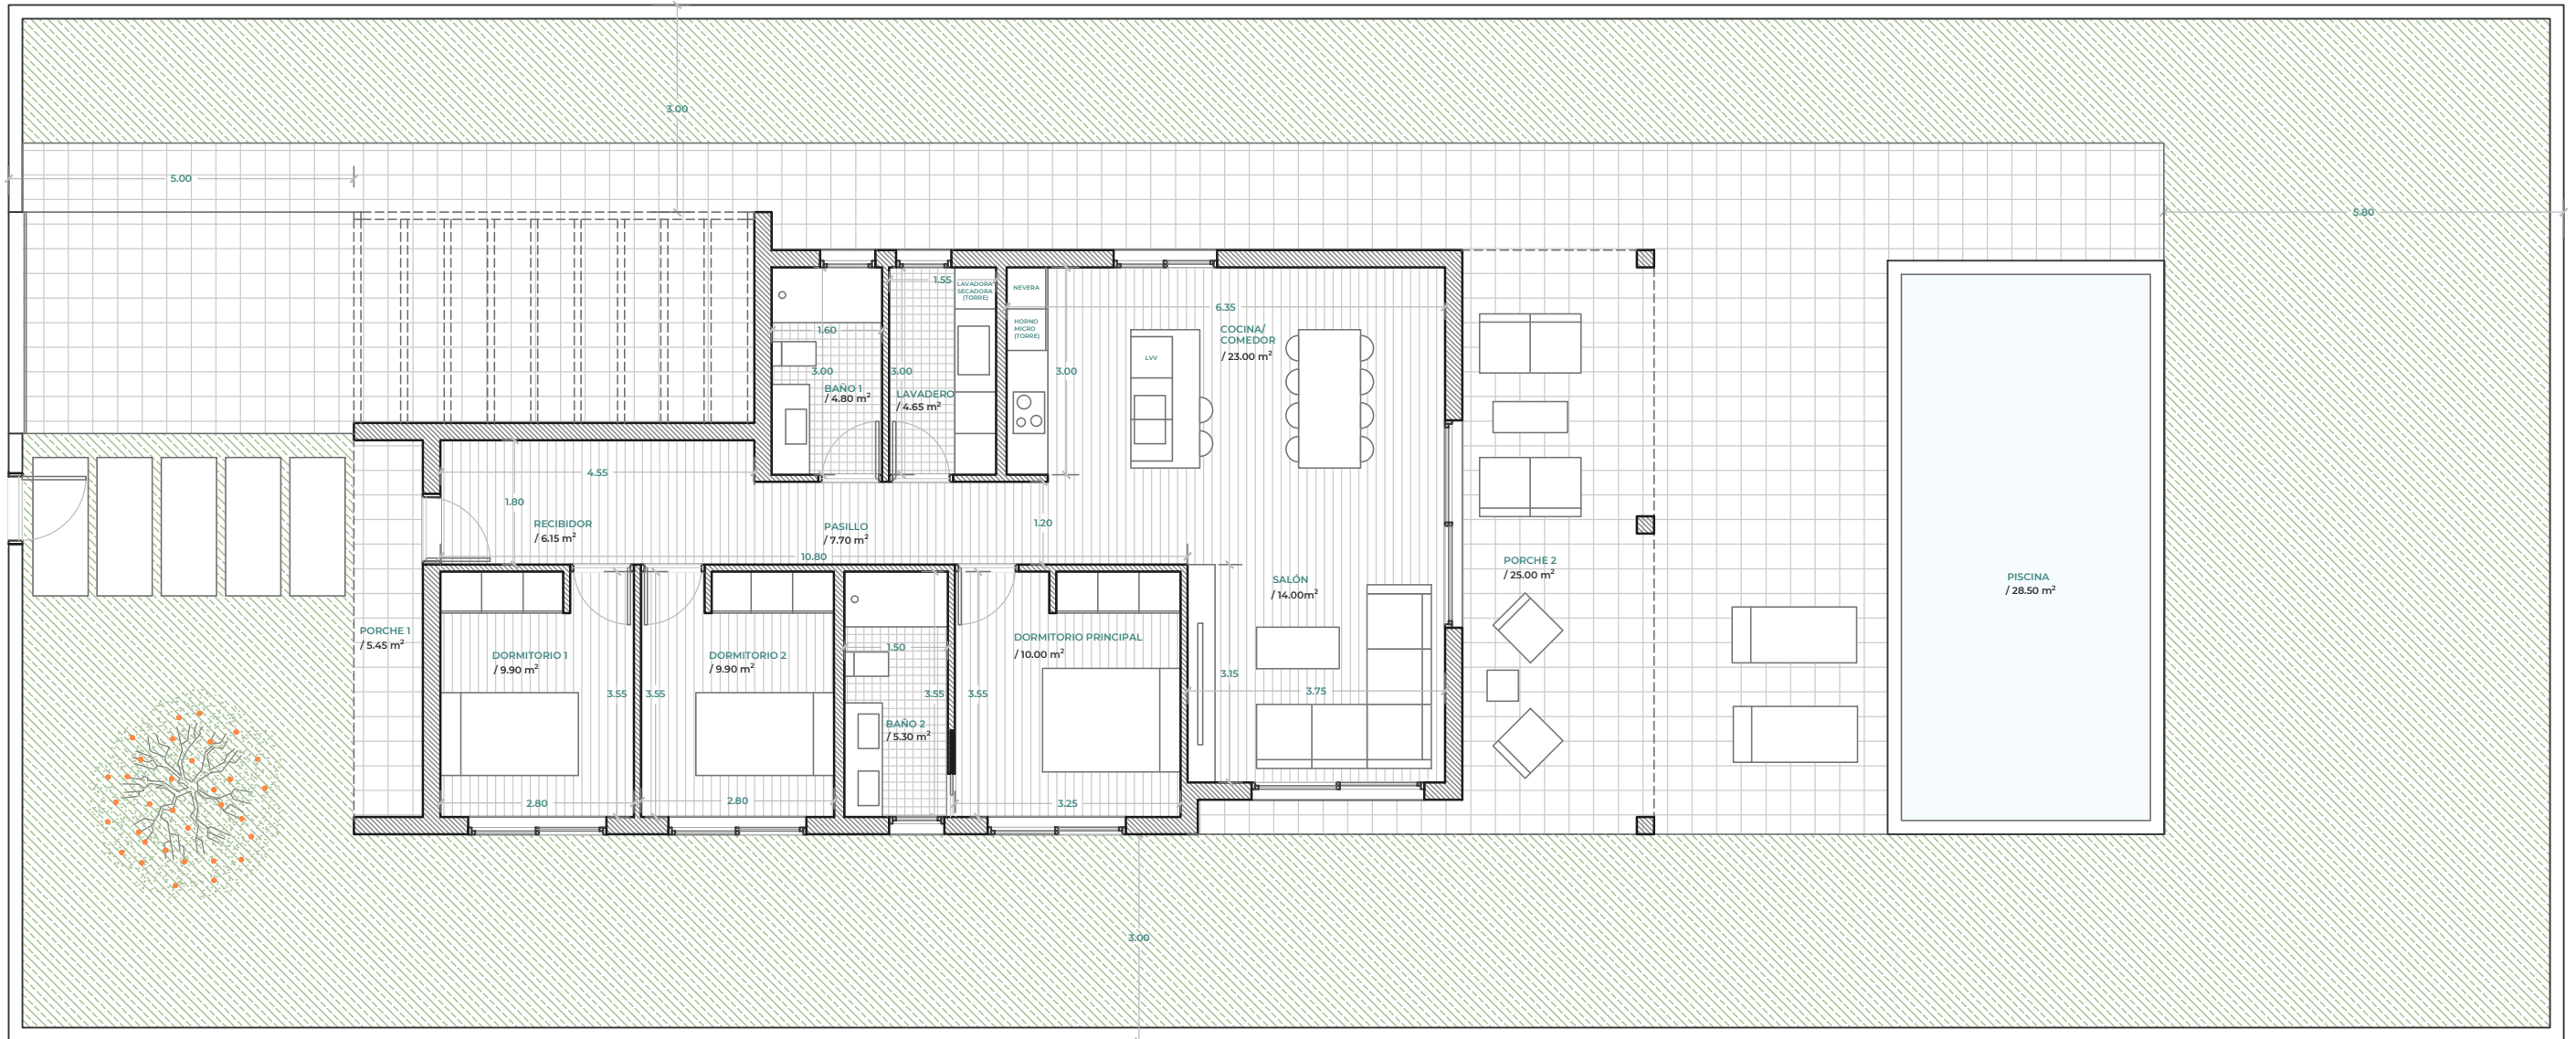 3.00
5.00
5.80
1.55
LAVADORA
SECADORA
(TORRE)
NEVERA
6.35
HORNO
MICRO
(TORRE)
1.60
COCINA/
COMEDOR
/ 23.00 m²
LVV
3.00
3.00
3.00
BAÑO 1
/ 4.80 m²
LAVADERO
/ 4.65 m²
4.55
1.80
RECIBIDOR
/ 6.15 m²
PASILLO
/ 7.70 m²
1.20
10.80
PORCHE 2
/ 25.00 m²
SALÓN
/ 14.00m²
PISCINA
/ 28.50 m²
PORCHE 1
/ 5.45 m²
DORMITORIO 1
/ 9.90 m²
DORMITORIO 2
/ 9.90 m²
1.50
DORMITORIO PRINCIPAL
/ 10.00 m²
3.15
3.55
3.55
3.55
3.55
3.75
BAÑO 2
/ 5.30 m²
2.80
2.80
3.25
3.00